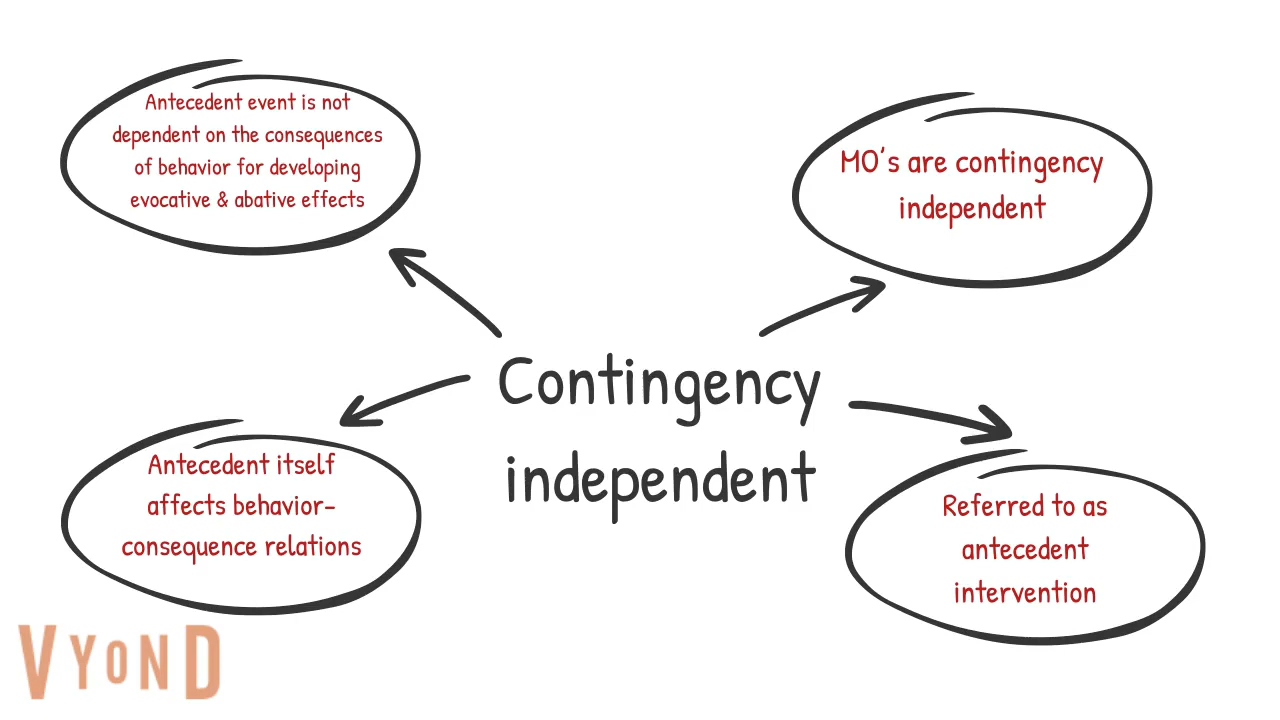 Antecedent event is not
dependent on the consequences
of behavior for developing
evocative & abative effects
MO's are contingency
independent
Contingency
independent
Antecedent itself
affects behavior-
consequence relations
Referred to as
antecedent
intervention
VYOND